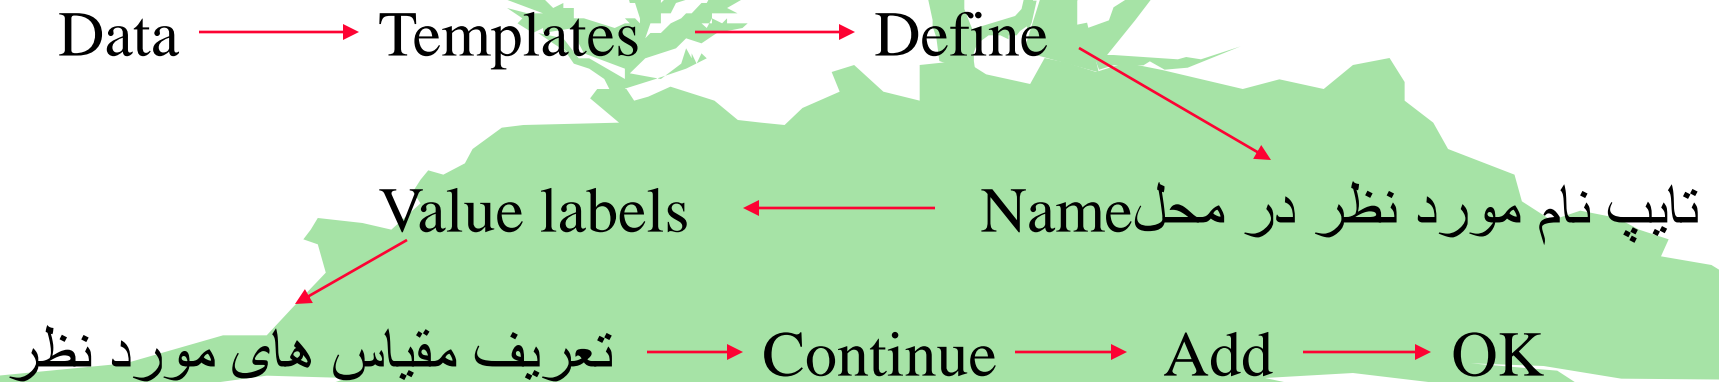 Data Templates Define
تایپ نام مورد نظر در محلName Value labels
تعریف مقیاس های مورد نظر Continue Add OK